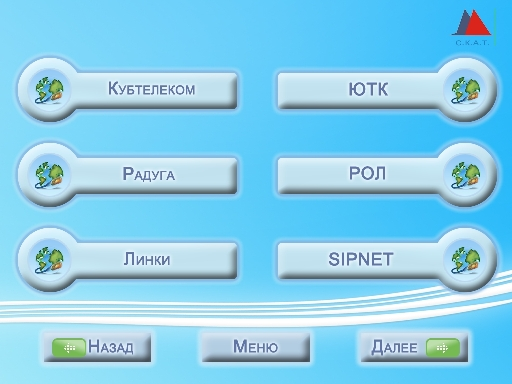 С.К.А.Т.
Кубтелеком
ЮТК
Радуга
РОЛ
Линки
SIPNET
Назад
Меню
Далее